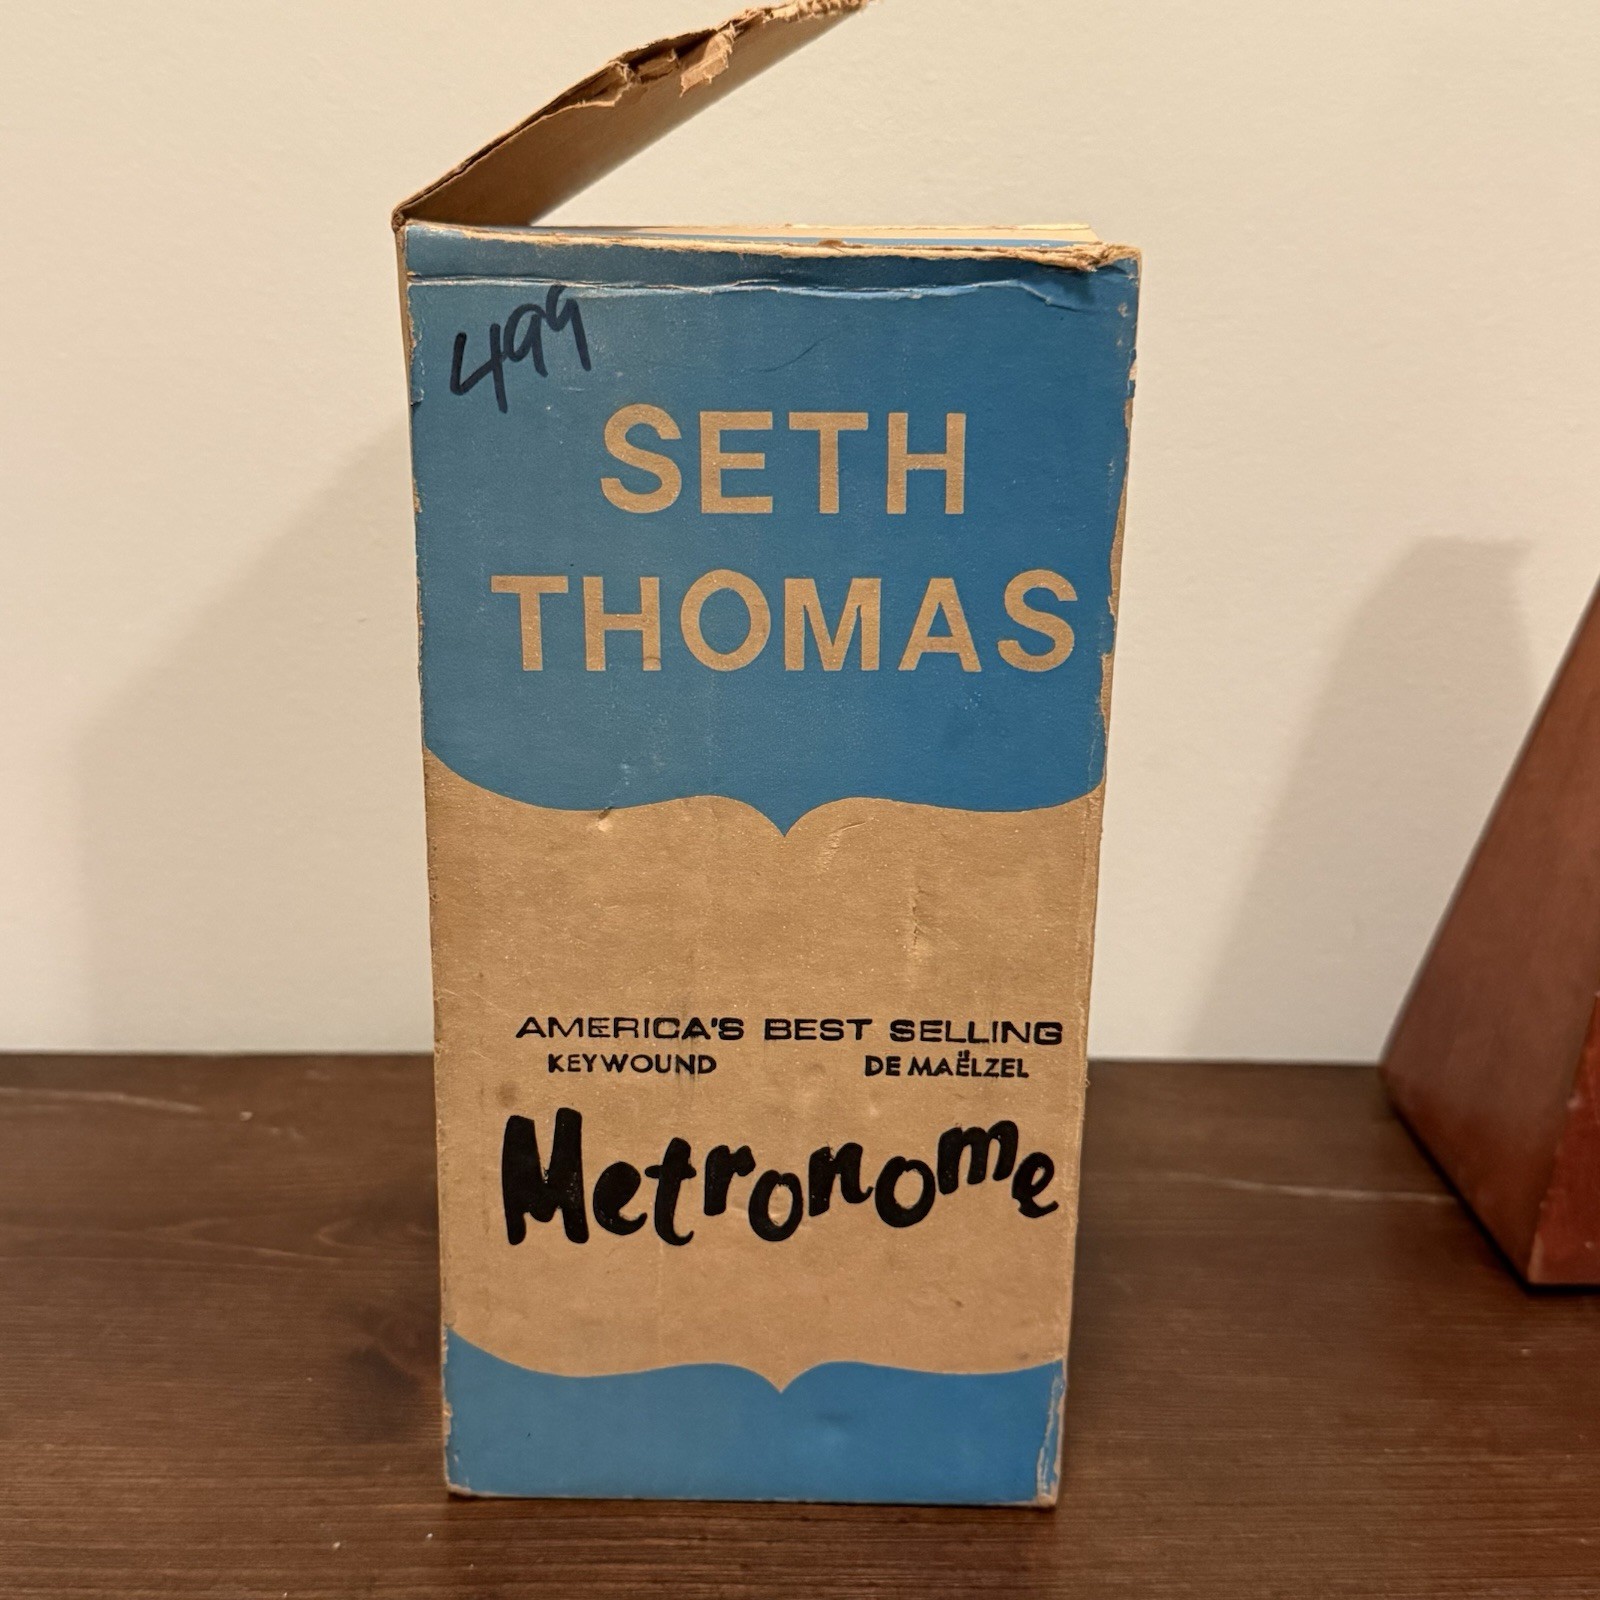 499
SETH
THOMAS
AMERICA'S BEST SELLING
KEYWOUND DE MAËLZEL
Metronome